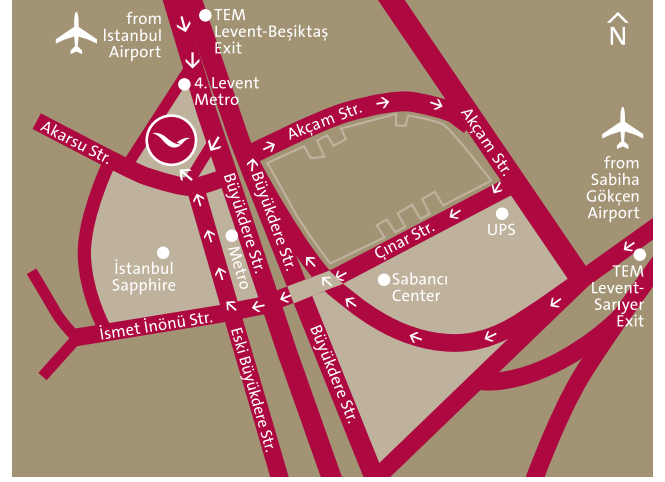 from
İstanbul
Airport
TEM
Levent-Beşiktaş
Exit
N
4. Levent
Metro
Akarsu Str.
Akçam Str.
Akçam Str.
from
Sabiha
Gökçen
Airport
Büyükdere Str.
Büyükdere Str.
UPS
Çınar Str.
İstanbul
Sapphire
Metro
Sabancı
Center
TEM
Levent-
Sarıyer
Exit
İsmet İnönü Str.
Eski Büyükdere Str.
Büyükdere Str.